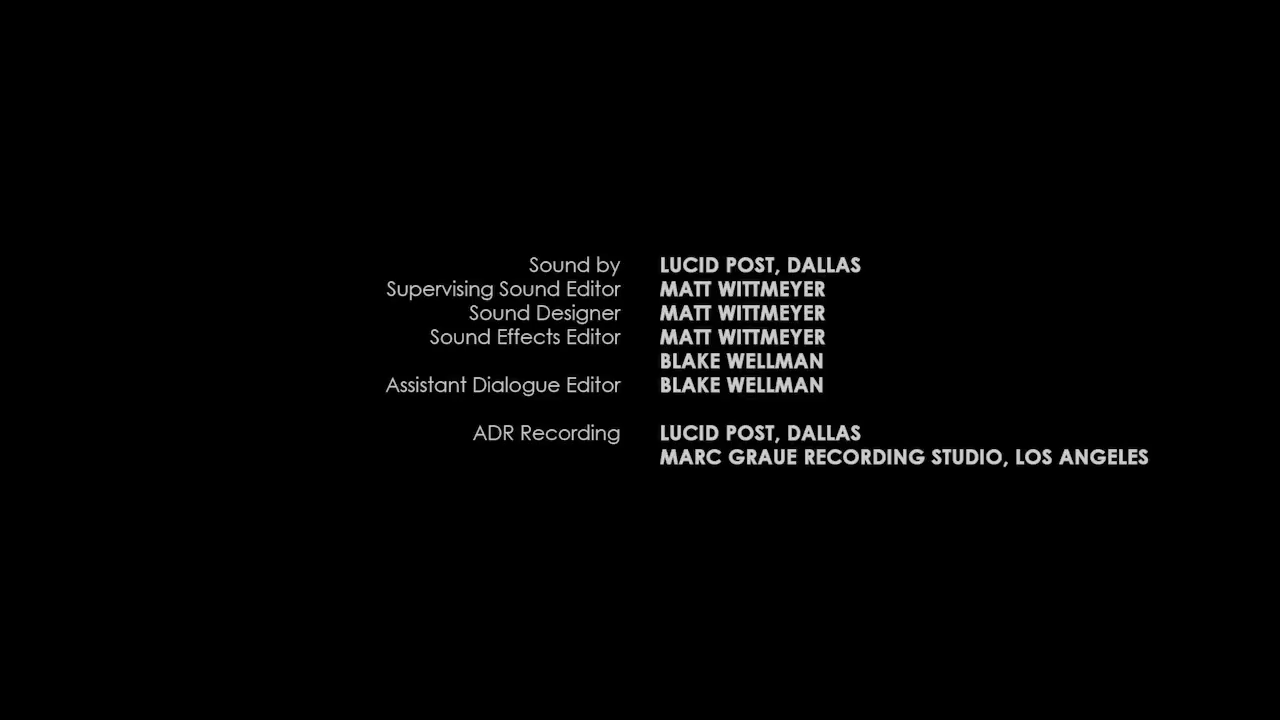 Sound by LUCID POST, DALLAS
Supervising Sound Editor MATT WITTMEYER
Sound Designer MATT WITTMEYER
Sound Effects Editor MATT WITTMEYER
BLAKE WELLMAN
Assistant Dialogue Editor BLAKE WELLMAN
ADR Recording LUCID POST, DALLAS
MARC GRAUE RECORDING STUDIO, LOS ANGELES